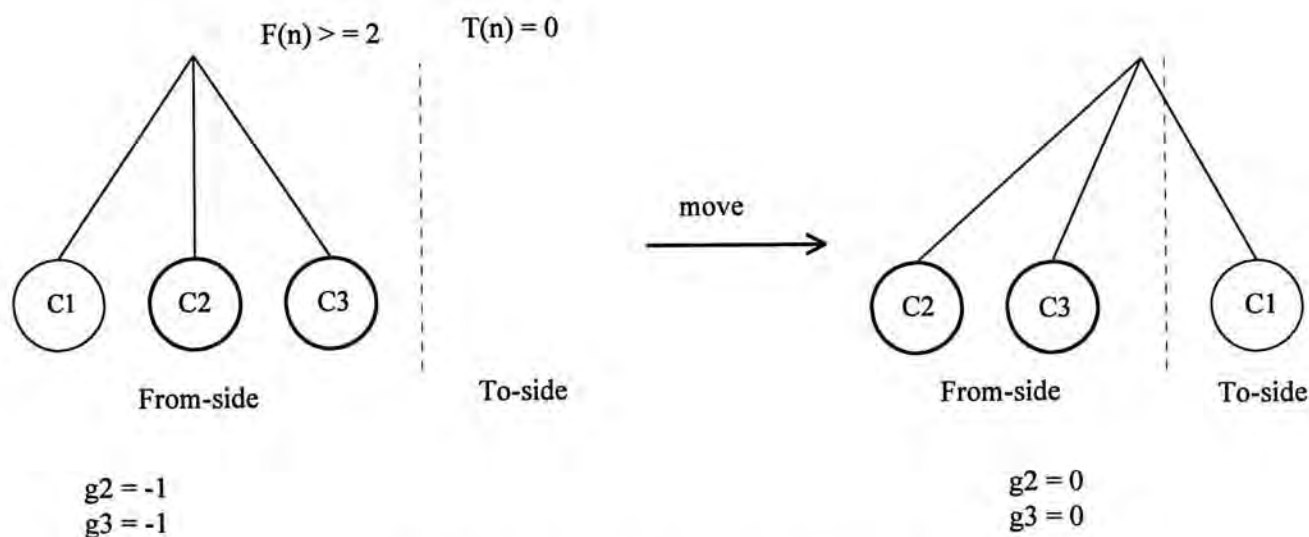 F(n) > = 2 T(n) = 0
move
C1 C2 C3 C2 C3 C1
From-side To-side From-side To-side
g2 = -1 g2 = 0
g3 = -1 g3 = 0